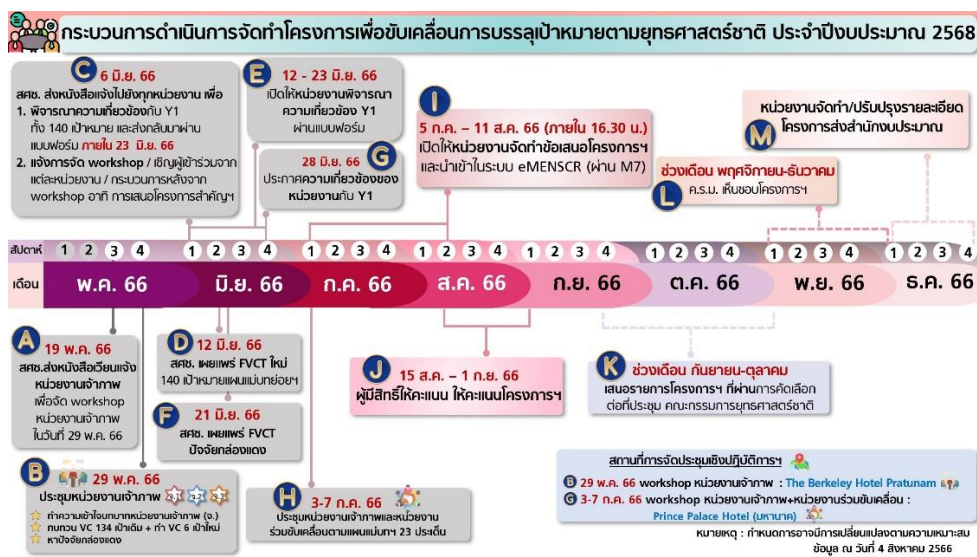 กระบวนการดำเนินการจัดทำโครงการเพื่อขับเคลื่อนการบรรลุเป้าหมายตามยุทธศาสตร์ชาติ ประจำปีงบประมาณ 2568
C 6 มิ.ย. 66
สศช. ส่งหนังสือแจ้งไปยังทุกหน่วยงาน เพื่อ
1. พิจารณาความเกี่ยวข้องกับ Y1
ทั้ง 140 เป้าหมาย และส่งกลับมาผ่าน
แบบฟอร์ม ภายใน 23 มิ.ย. 66
2. แจ้งการจัด workshop / เชิญผู้เข้าร่วมจาก
แต่ละหน่วยงาน / กระบวนการหลังจาก
workshop อาทิ การเสนอโครงการสำคัญฯ
E 12 - 23 มิ.ย. 66
เปิดให้หน่วยงานพิจารณา
ความเกี่ยวข้อง Y1
ผ่านแบบฟอร์ม
28 มิ.ย. 66 G
ประกาศความเกี่ยวข้องของ
หน่วยงานกับ Y1
I
5 ก.ค. – 11 ส.ค. 66 (ภายใน 16.30 น.)
เปิดให้หน่วยงานจัดทำข้อเสนอโครงการฯ
และนำเข้าในระบบ eMENSCR (ผ่าน M7)
หน่วยงานจัดทำ/ปรับปรุงรายละเอียด
M โครงการส่งสำนักงบประมาณ
ช่วงเดือน พฤศจิกายน-ธันวาคม
L ค.ร.ม. เห็นชอบโครงการฯ
สัปดาห์ 1 2 3 4 1 2 3 4 1 2 3 4 1 2 3 4 1 2 3 4 1 2 3 4 1 2 3 4 1 2 3 4
เดือน พ.ค. 66 มิ.ย. 66 ก.ค. 66 ส.ค. 66 ก.ย. 66 ต.ค. 66 พ.ย. 66 ธ.ค. 66
A 19 พ.ค. 66
สศช.ส่งหนังสือเวียนแจ้ง
หน่วยงานเจ้าภาพ
เพื่อจัด workshop
หน่วยงานเจ้าภาพ
ในวันที่ 29 พ.ค. 66
D 12 มิ.ย. 66
สศช. เผยแพร่ FVCT ใหม่
140 เป้าหมายแผนแม่บทย่อยฯ
F 21 มิ.ย. 66
สศช. เผยแพร่ FVCT
ปัจจัยกล่องแดง
J 15 ส.ค. – 1 ก.ย. 66
ผู้มีสิทธิ์ให้คะแนน ให้คะแนนโครงการฯ
K ช่วงเดือน กันยายน-ตุลาคม
เสนอรายการโครงการฯ ที่ผ่านการคัดเลือก
ต่อที่ประชุม คณะกรรมการยุทธศาสตร์ชาติ
B 29 พ.ค. 66
ประชุมหน่วยงานเจ้าภาพ
ทำความเข้าใจบทบาทหน่วยงานเจ้าภาพ (จ.)
ทบทวน VC 134 เป้าเดิม + ทำ VC 6 เป้าใหม่
หาปัจจัยกล่องแดง
H 3-7 ก.ค. 66
ประชุมหน่วยงานเจ้าภาพและหน่วยงาน
ร่วมขับเคลื่อนตามแผนแม่บทฯ 23 ประเด็น
สถานที่การจัดประชุมเชิงปฏิบัติการฯ
B 29 พ.ค. 66 workshop หน่วยงานเจ้าภาพ : The Berkeley Hotel Pratunam
G 3-7 ก.ค. 66 workshop หน่วยงานเจ้าภาพ+หน่วยงานร่วมขับเคลื่อน :
Prince Palace Hotel (มหานาค)
หมายเหตุ : กำหนดการอาจมีการเปลี่ยนแปลงตามความเหมาะสม
ข้อมูล ณ วันที่ 4 สิงหาคม 2566